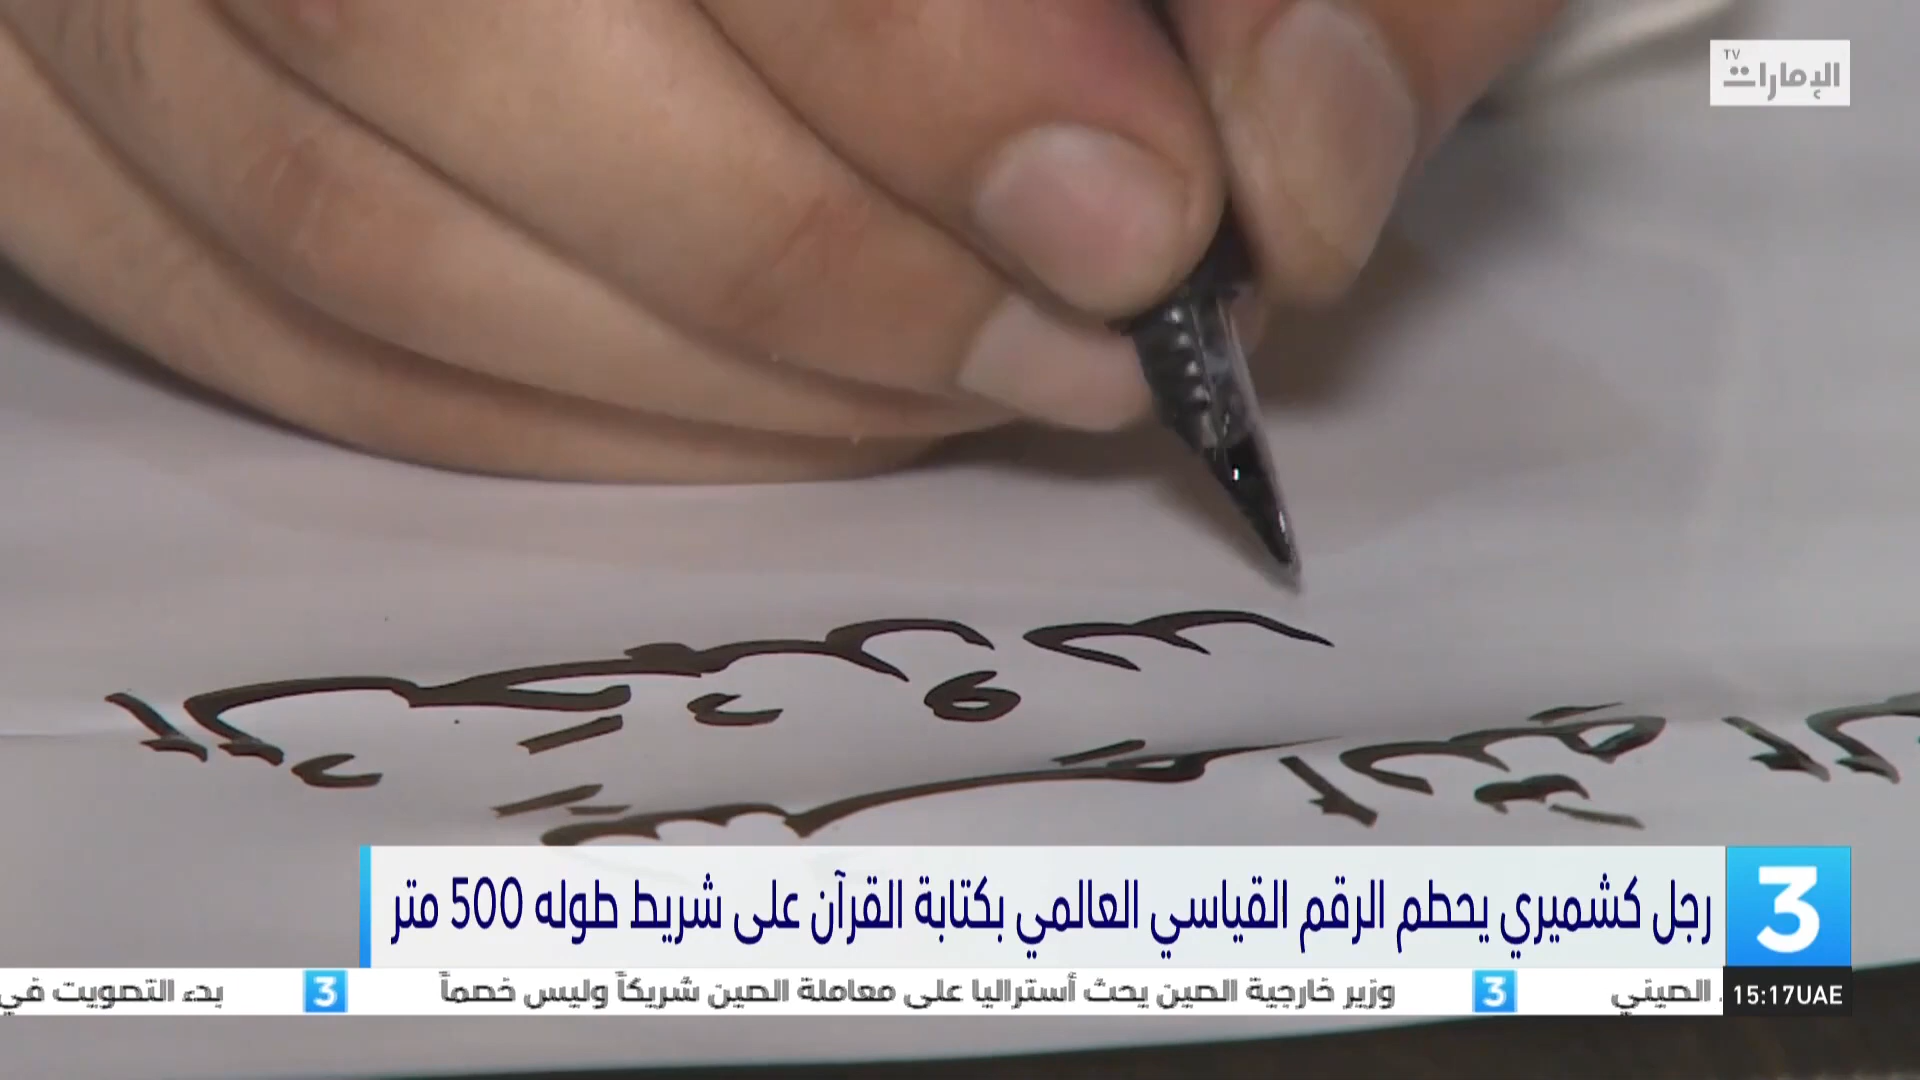 TV
الإمارات
رجل كشميري يحطم الرقم القياسي العالمي بكتابة القرآن على شريط طوله 500 متر
3
الصيني 3 وزير خارجية الصين يحث أستراليا على معاملة الصين شريكاً وليس خصماً 3 بدء التصويت في
15:17UAE